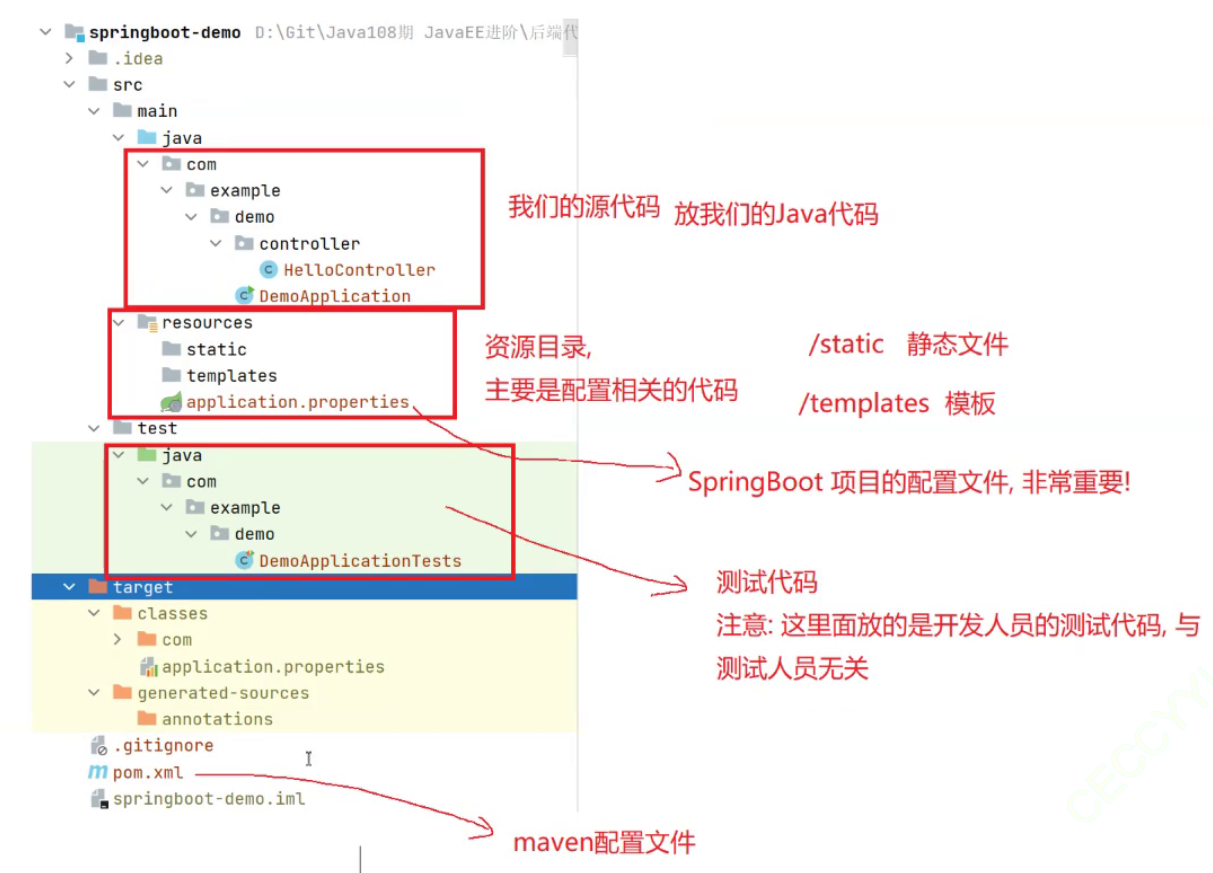 springboot-demo D:\Git\Java108期 JavaEE进阶\后端代
.idea
src
main
java
com
example
demo
controller
HelloController
DemoApplication
我们的源代码 放我们的Java代码
resources
static
templates
application.properties
资源目录,
主要是配置相关的代码
/static 静态文件
/templates 模板
SpringBoot 项目的配置文件, 非常重要!
test
java
com
example
demo
DemoApplicationTests
测试代码
注意: 这里面放的是开发人员的测试代码, 与
测试人员无关
target
classes
com
application.properties
generated-sources
annotations
.gitignore
pom.xml
springboot-demo.iml
maven配置文件